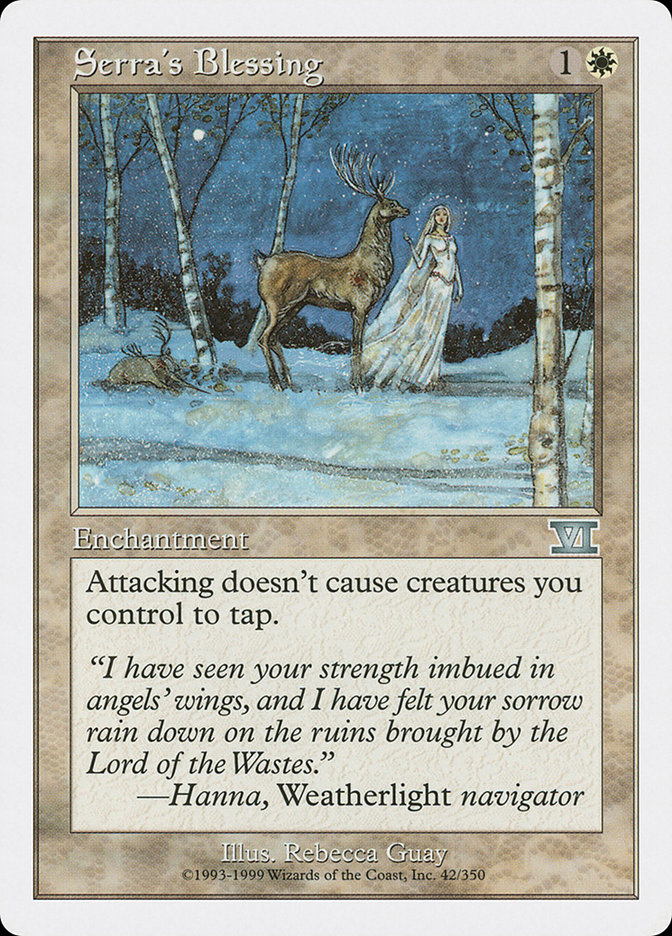 Serra's Blessing 1
Enchantment VI
Attacking doesn't cause creatures you
control to tap.
“I have seen your strength imbued in
angels' wings, and I have felt your sorrow
rain down on the ruins brought by the
Lord of the Wastes.”
—Hanna, Weatherlight navigator
Illus. Rebecca Guay
©1993-1999 Wizards of the Coast, Inc. 42/350